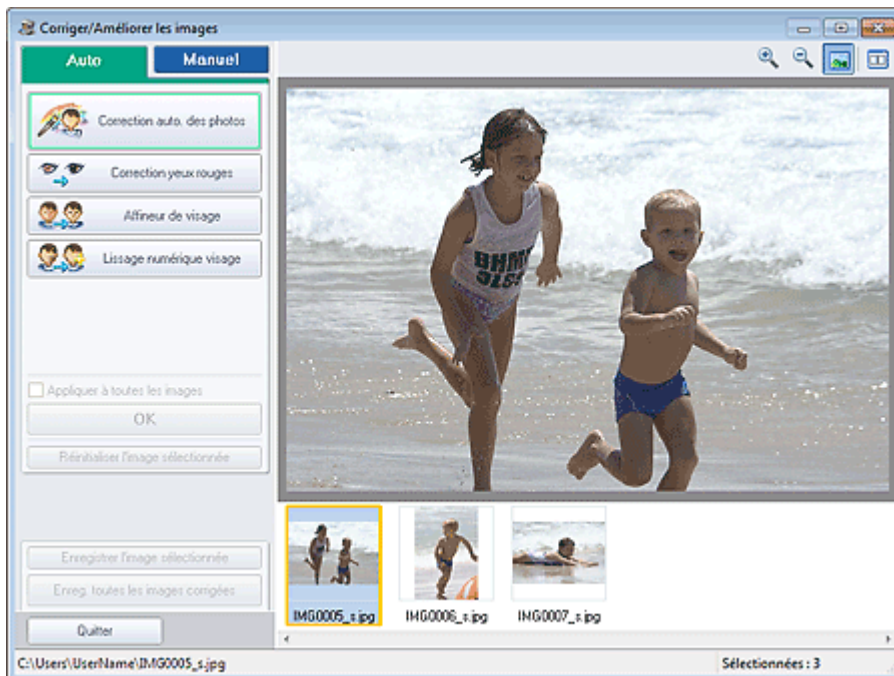 Corriger/Améliorer les images
Auto
Manuel
Correction auto. des photos
Correction yeux rouges
Affineur de visage
Lissage numérique visage
Appliquer à toutes les images
OK
Réinitialiser l'image sélectionnée
Enregistrer l'image sélectionnée
Enreg. toutes les images corrigées
Quitter
IMG0005_s.jpg
IMG0006_s.jpg
IMG0007_s.jpg
C:\Users\UserName\IMG0005_s.jpg
Sélectionnées : 3